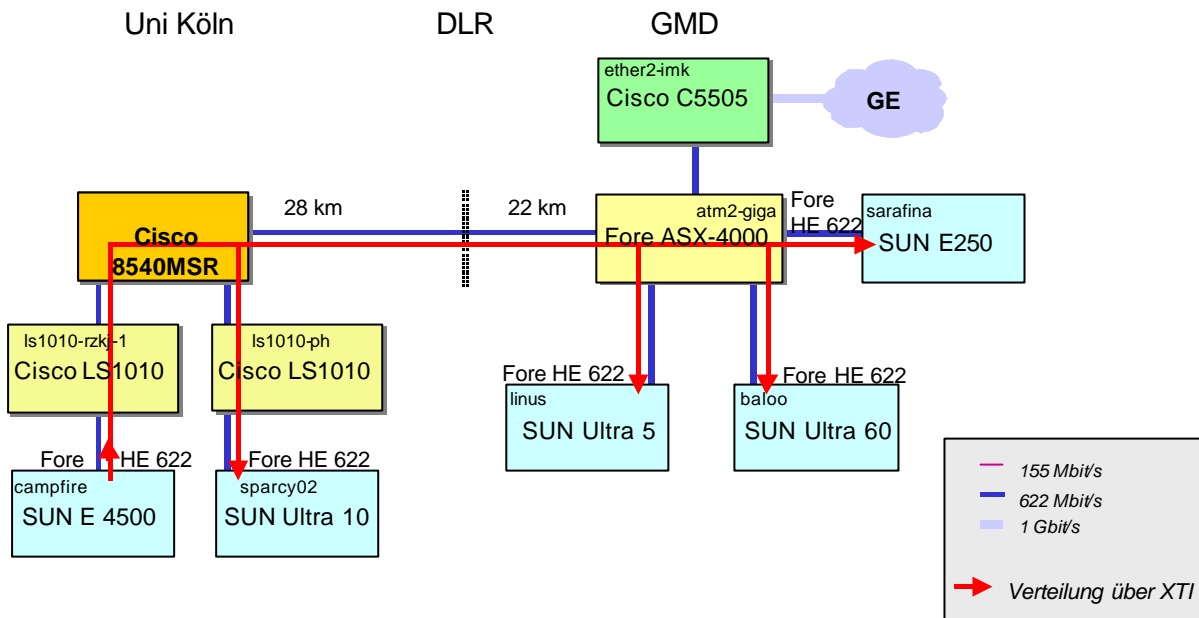 Uni Köln
DLR
GMD
ether2-imk
Cisco C5505
GE
28 km
22 km
atm2-giga
Fore ASX-4000
Fore
HE 622
sarafina
SUN E250
Cisco
8540MSR
ls1010-rzkj-1
Cisco LS1010
ls1010-ph
Cisco LS1010
Fore HE 622
linus
SUN Ultra 5
Fore HE 622
baloo
SUN Ultra 60
Fore HE 622
campfire
SUN E 4500
Fore HE 622
sparcy02
SUN Ultra 10
155 Mbit/s
622 Mbit/s
1 Gbit/s
Verteilung über XTI